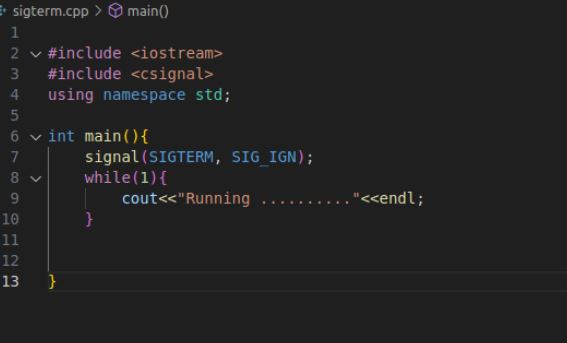 sigterm.cpp > main()
1
2 #include <iostream>
3 #include <csignal>
4 using namespace std;
5
6 int main(){
7     signal(SIGTERM, SIG_IGN);
8     while(1){
9         cout<<"Running .........."<<endl;
10     }
11
12
13 }